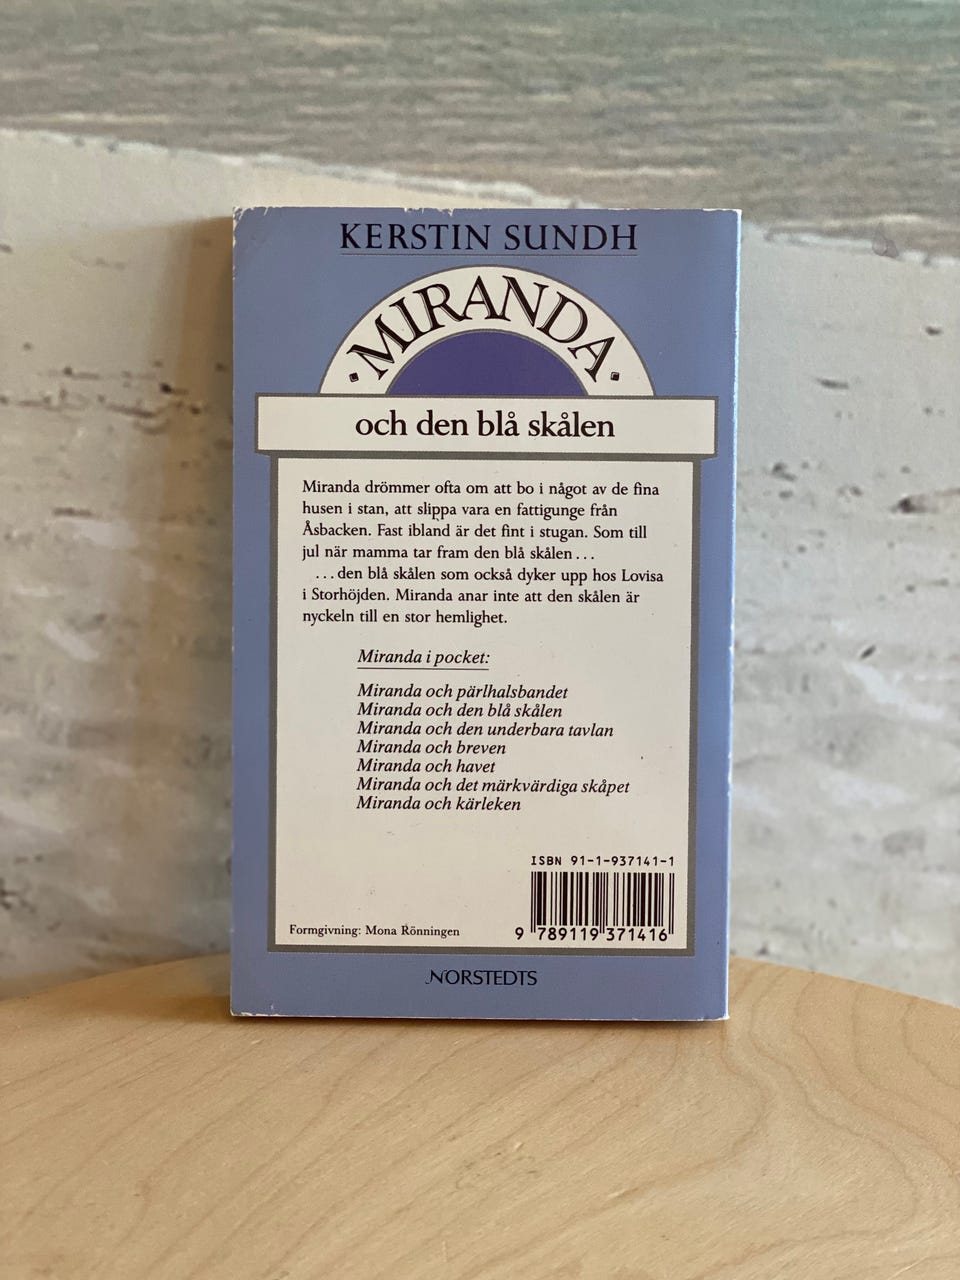 KERSTIN SUNDH
·MIRANDA·
och den blå skålen
Miranda drömmer ofta om att bo i något av de fina
husen i stan, att slippa vara en fattigunge från
Åsbacken. Fast ibland är det fint i stugan. Som till
jul när mamma tar fram den blå skålen...
...den blå skålen som också dyker upp hos Lovisa
i Storhöjden. Miranda anar inte att den skålen är
nyckeln till en stor hemlighet.
Miranda i pocket:
Miranda och pärlhalsbandet
Miranda och den blå skålen
Miranda och den underbara tavlan
Miranda och breven
Miranda och havet
Miranda och det märkvärdiga skåpet
Miranda och kärleken
ISBN 91-1-937141-1
9 789119 371416
Formgivning: Mona Rönningen
NORSTEDTS